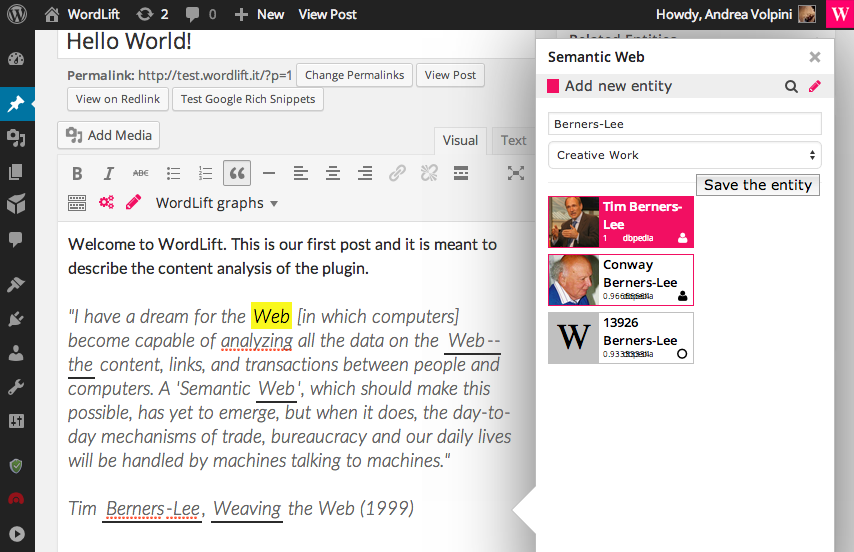 WordLift 2 0 + New View Post Howdy, Andrea Volpini
Hello World!
Permalink: http://test.wordlift.it/?p=1 Change Permalinks View Post
View on Redlink Test Google Rich Snippets
Add Media
Visual Text
B I ABC
WordLift graphs
Welcome to WordLift. This is our first post and it is meant to
describe the content analysis of the plugin.
"I have a dream for the Web [in which computers]
become capable of analyzing all the data on the Web--
the content, links, and transactions between people and
computers. A 'Semantic Web', which should make this
possible, has yet to emerge, but when it does, the day-to-
day mechanisms of trade, bureaucracy and our daily lives
will be handled by machines talking to machines."
Tim Berners-Lee, Weaving the Web (1999)
Related Entities
Semantic Web
Add new entity
Berners-Lee
Creative Work
Save the entity
Tim Berners-
Lee
1 dbpedia
Conway
Berners-Lee
W
13926
Berners-Lee